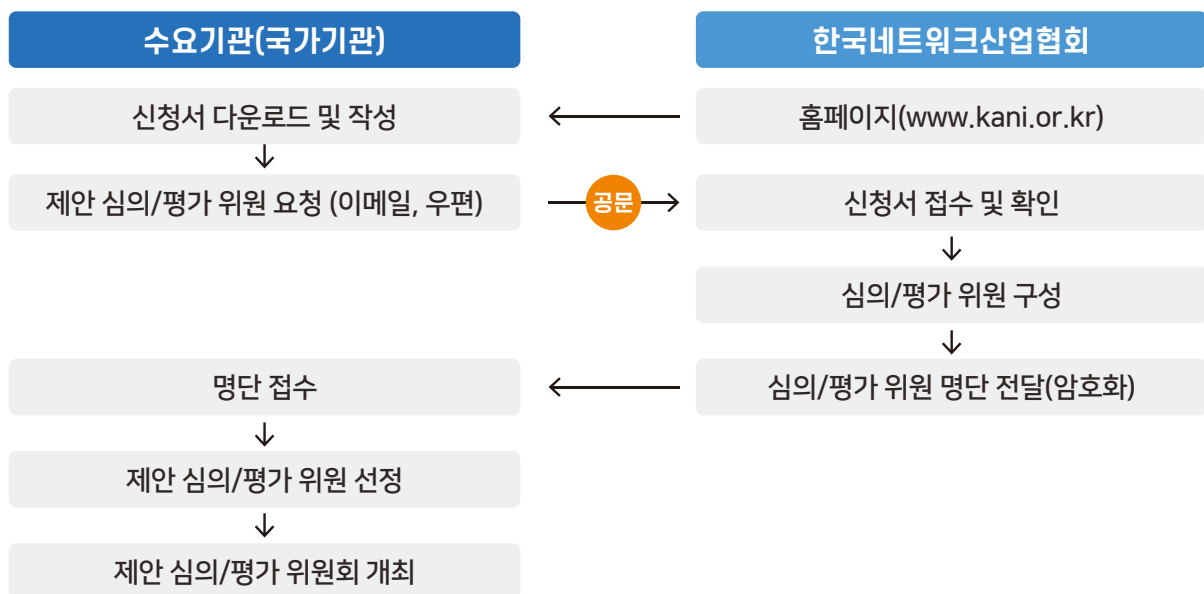 수요기관(국가기관)
한국네트워크산업협회
신청서 다운로드 및 작성
홈페이지(www.kani.or.kr)
제안 심의/평가 위원 요청 (이메일, 우편)
공문
신청서 접수 및 확인
심의/평가 위원 구성
명단 접수
심의/평가 위원 명단 전달(암호화)
제안 심의/평가 위원 선정
제안 심의/평가 위원회 개최